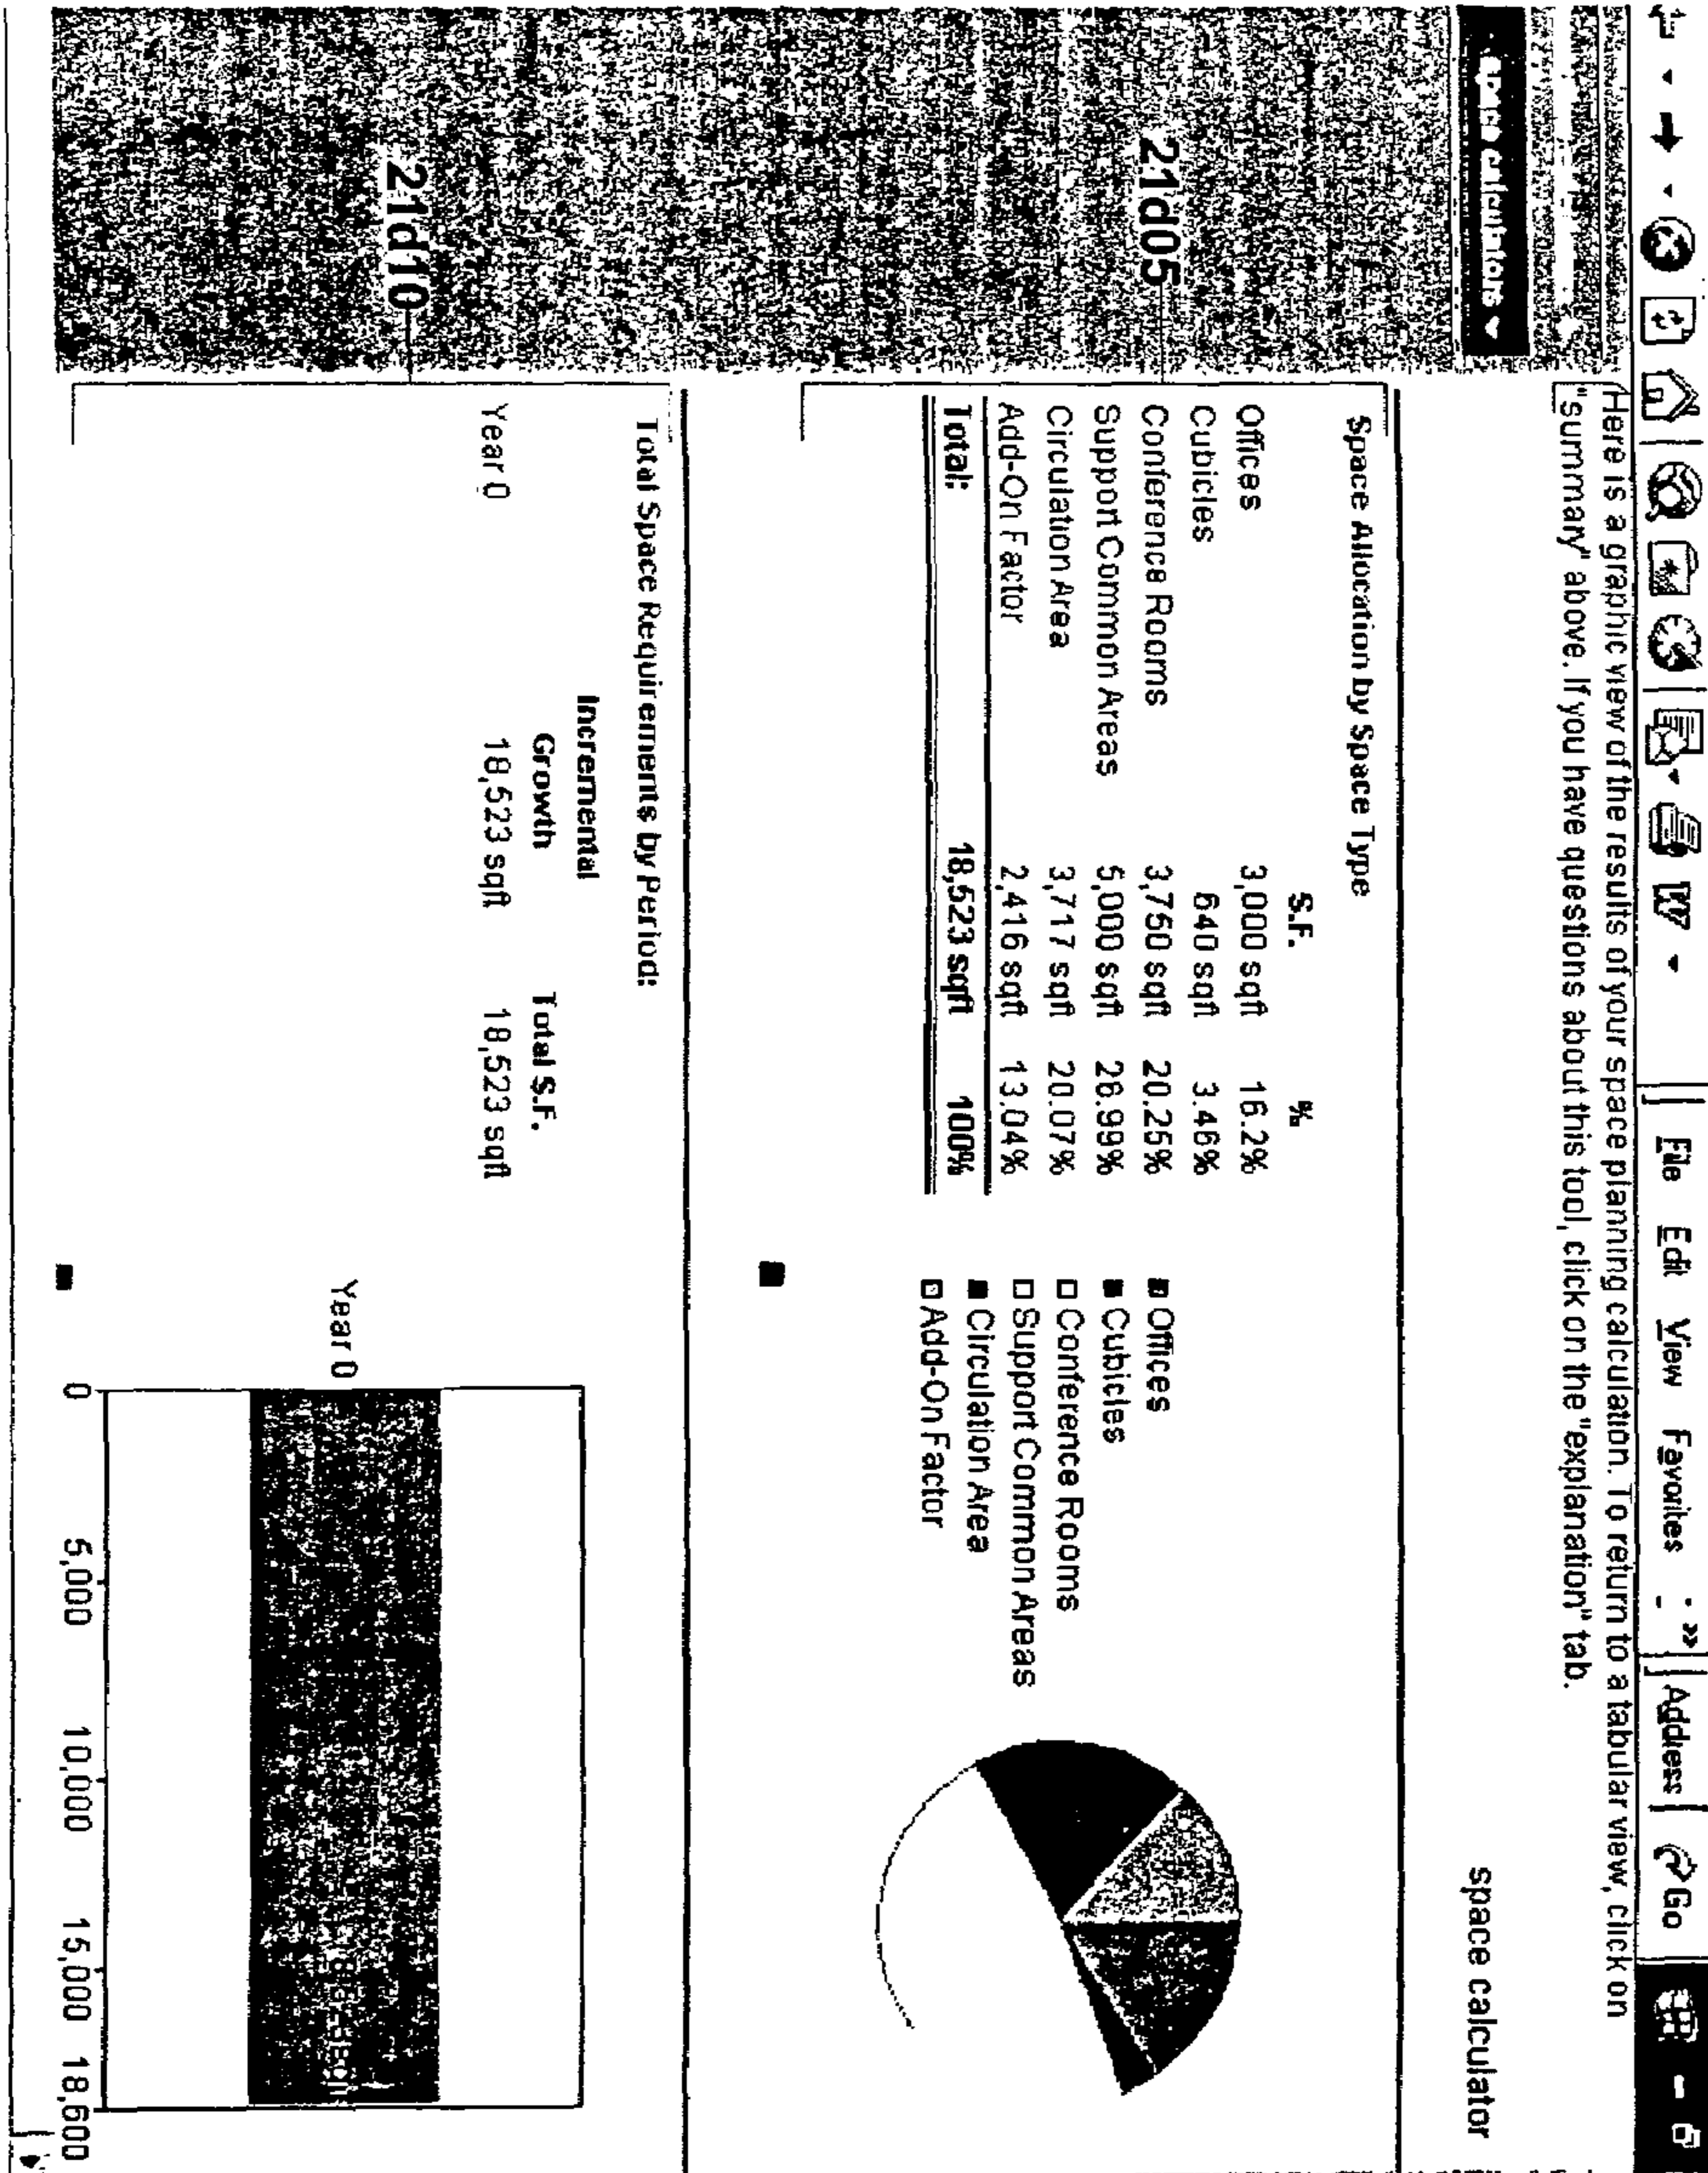 File Edit View Favorites » Address Go
space calculators
space calculator
Here is a graphic view of the results of your space planning calculation. To return to a tabular view, click on
"summary" above. If you have questions about this tool, click on the "explanation" tab.
Space Allocation by Space Type
S.F. %
Offices 3,000 sqft 16.2%
Cubicles 640 sqft 3.46%
Conference Rooms 3,750 sqft 20.25%
Support Common Areas 5,000 sqft 26.99%
Circulation Area 3,717 sqft 20.07%
Add-On Factor 2,416 sqft 13.04%
Total: 18,523 sqft 100%
Offices
Cubicles
Conference Rooms
Support Common Areas
Circulation Area
Add-On Factor
21d05
Total Space Requirements by Period:
Incremental
Growth Total S.F.
Year 0 18,523 sqft 18,523 sqft
21d10
Year 0
0 5,000 10,000 15,000 18,600